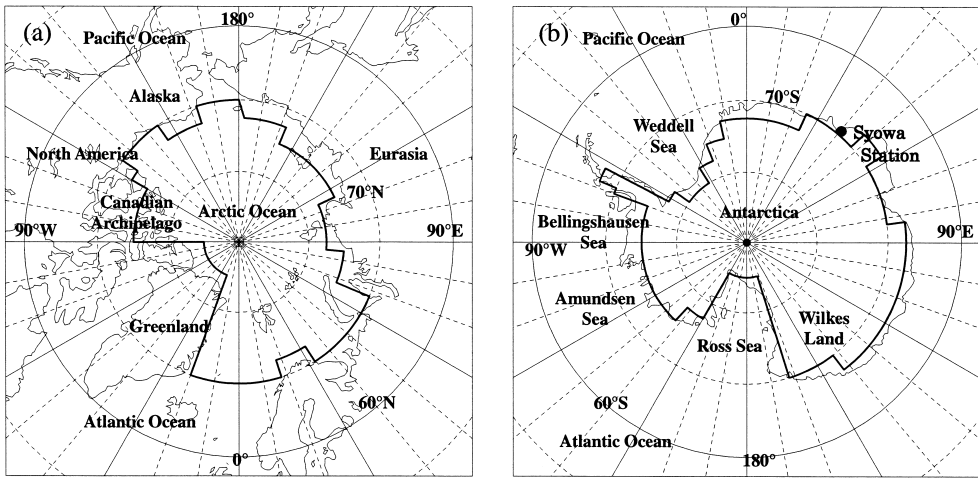 (a)
180°
Pacific Ocean
Alaska
North America
Eurasia
70°N
Canadian
Archipelago
Arctic Ocean
90°W
90°E
Greenland
60°N
Atlantic Ocean
0°
(b)
0°
Pacific Ocean
70°S
Weddell
Sea
Syowa
Station
Antarctica
Bellingshausen
Sea
90°W
90°E
Amundsen
Sea
Wilkes
Land
Ross Sea
60°S
Atlantic Ocean
180°